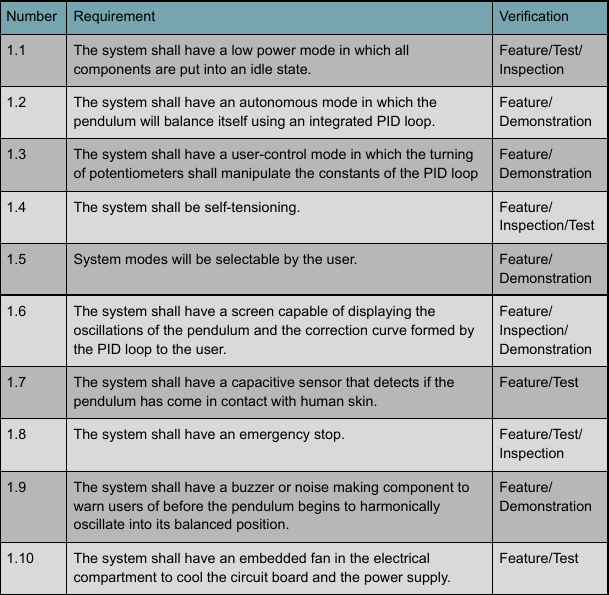 Number Requirement Verification
1.1 The system shall have a low power mode in which all Feature/Test/
components are put into an idle state. Inspection
1.2 The system shall have an autonomous mode in which the Feature/
pendulum will balance itself using an integrated PID loop. Demonstration
1.3 The system shall have a user-control mode in which the turning Feature/
of potentiometers shall manipulate the constants of the PID loop Demonstration
1.4 The system shall be self-tensioning. Feature/
Inspection/Test
1.5 System modes will be selectable by the user. Feature/
Demonstration
1.6 The system shall have a screen capable of displaying the Feature/
oscillations of the pendulum and the correction curve formed by Inspection/
the PID loop to the user. Demonstration
1.7 The system shall have a capacitive sensor that detects if the Feature/Test
pendulum has come in contact with human skin.
1.8 The system shall have an emergency stop. Feature/Test/
Inspection
1.9 The system shall have a buzzer or noise making component to Feature/
warn users of before the pendulum begins to harmonically Demonstration
oscillate into its balanced position.
1.10 The system shall have an embedded fan in the electrical Feature/Test
compartment to cool the circuit board and the power supply.